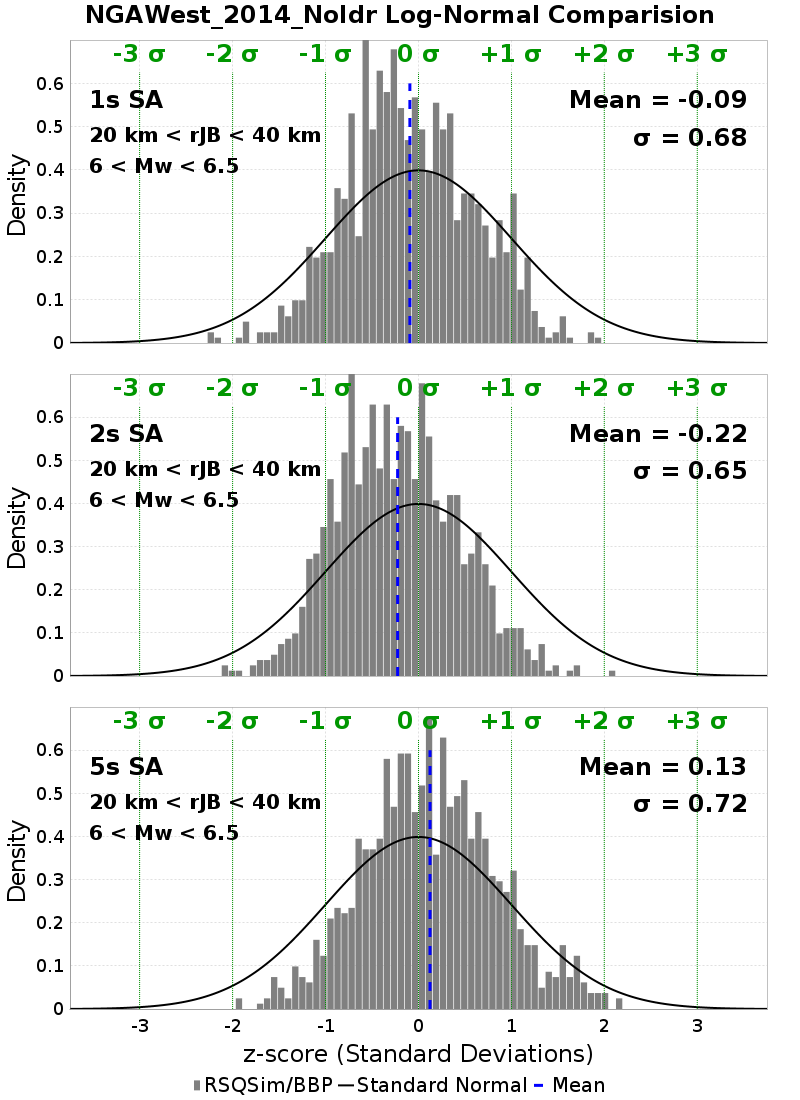 NGAWest_2014_NoIdr Log-Normal Comparision
-3 σ -2 σ -1 σ 0 σ +1 σ +2 σ +3 σ
1s SA
20 km < rJB < 40 km
6 < Mw < 6.5
Mean = -0.09
σ = 0.68
Density
0.6
0.5
0.4
0.3
0.2
0.1
0
-3 σ -2 σ -1 σ 0 σ +1 σ +2 σ +3 σ
2s SA
20 km < rJB < 40 km
6 < Mw < 6.5
Mean = -0.22
σ = 0.65
Density
0.6
0.5
0.4
0.3
0.2
0.1
0
-3 σ -2 σ -1 σ 0 σ +1 σ +2 σ +3 σ
5s SA
20 km < rJB < 40 km
6 < Mw < 6.5
Mean = 0.13
σ = 0.72
Density
0.6
0.5
0.4
0.3
0.2
0.1
0
-3 -2 -1 0 1 2 3
z-score (Standard Deviations)
RSQSim/BBP Standard Normal Mean